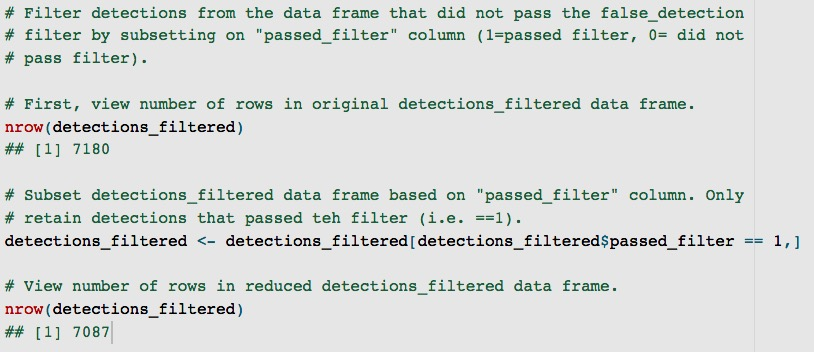 # Filter detections from the data frame that did not pass the false_detection
# filter by subsetting on "passed_filter" column (1=passed filter, 0= did not
# pass filter).
# First, view number of rows in original detections_filtered data frame.
nrow(detections_filtered)
## [1] 7180
# Subset detections_filtered data frame based on "passed_filter" column. Only
# retain detections that passed teh filter (i.e. ==1).
detections_filtered <- detections_filtered[detections_filtered$passed_filter == 1,]
# View number of rows in reduced detections_filtered data frame.
nrow(detections_filtered)
## [1] 7087